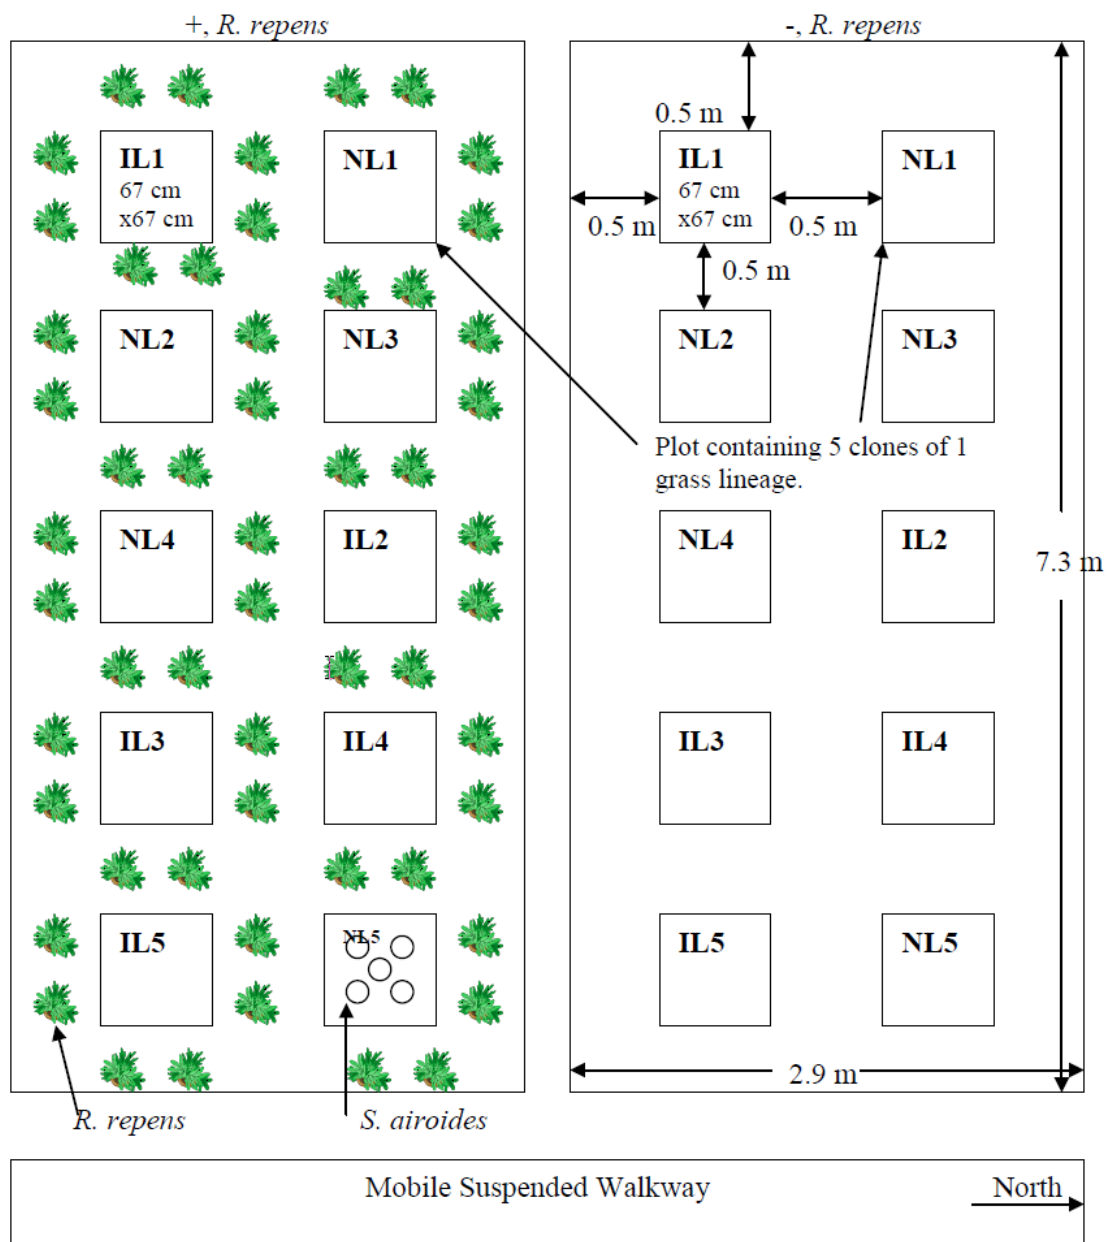 +, R. repens
-, R. repens
IL1
67 cm
x67 cm
NL1
NL2
NL3
NL4
IL2
IL3
IL4
IL5
NL5
0.5 m
IL1
67 cm
x67 cm
NL1
0.5 m
0.5 m
0.5 m
NL2
NL3
Plot containing 5 clones of 1
grass lineage.
NL4
IL2
7.3 m
IL3
IL4
IL5
NL5
2.9 m
R. repens
S. airoides
Mobile Suspended Walkway
North